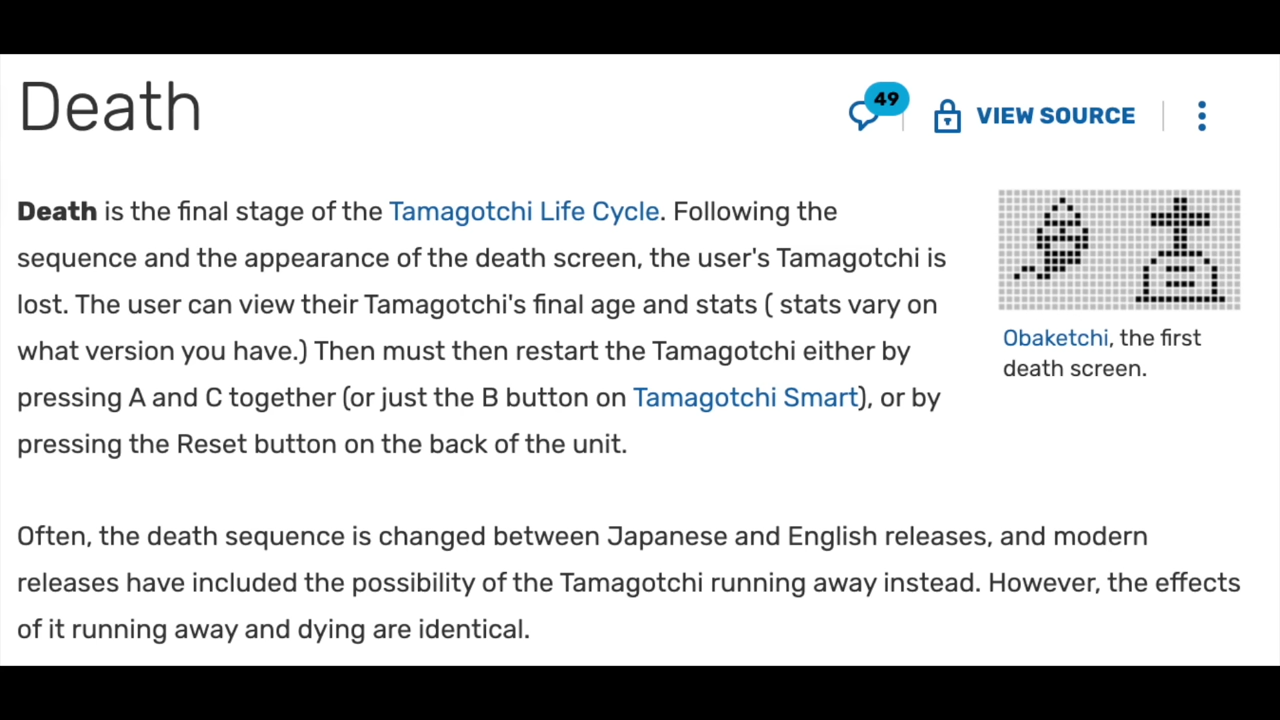 Death
49
VIEW SOURCE
Death is the final stage of the Tamagotchi Life Cycle. Following the
sequence and the appearance of the death screen, the user's Tamagotchi is
lost. The user can view their Tamagotchi's final age and stats ( stats vary on
what version you have.) Then must then restart the Tamagotchi either by
pressing A and C together (or just the B button on Tamagotchi Smart), or by
pressing the Reset button on the back of the unit.
Obaketchi, the first
death screen.
Often, the death sequence is changed between Japanese and English releases, and modern
releases have included the possibility of the Tamagotchi running away instead. However, the effects
of it running away and dying are identical.